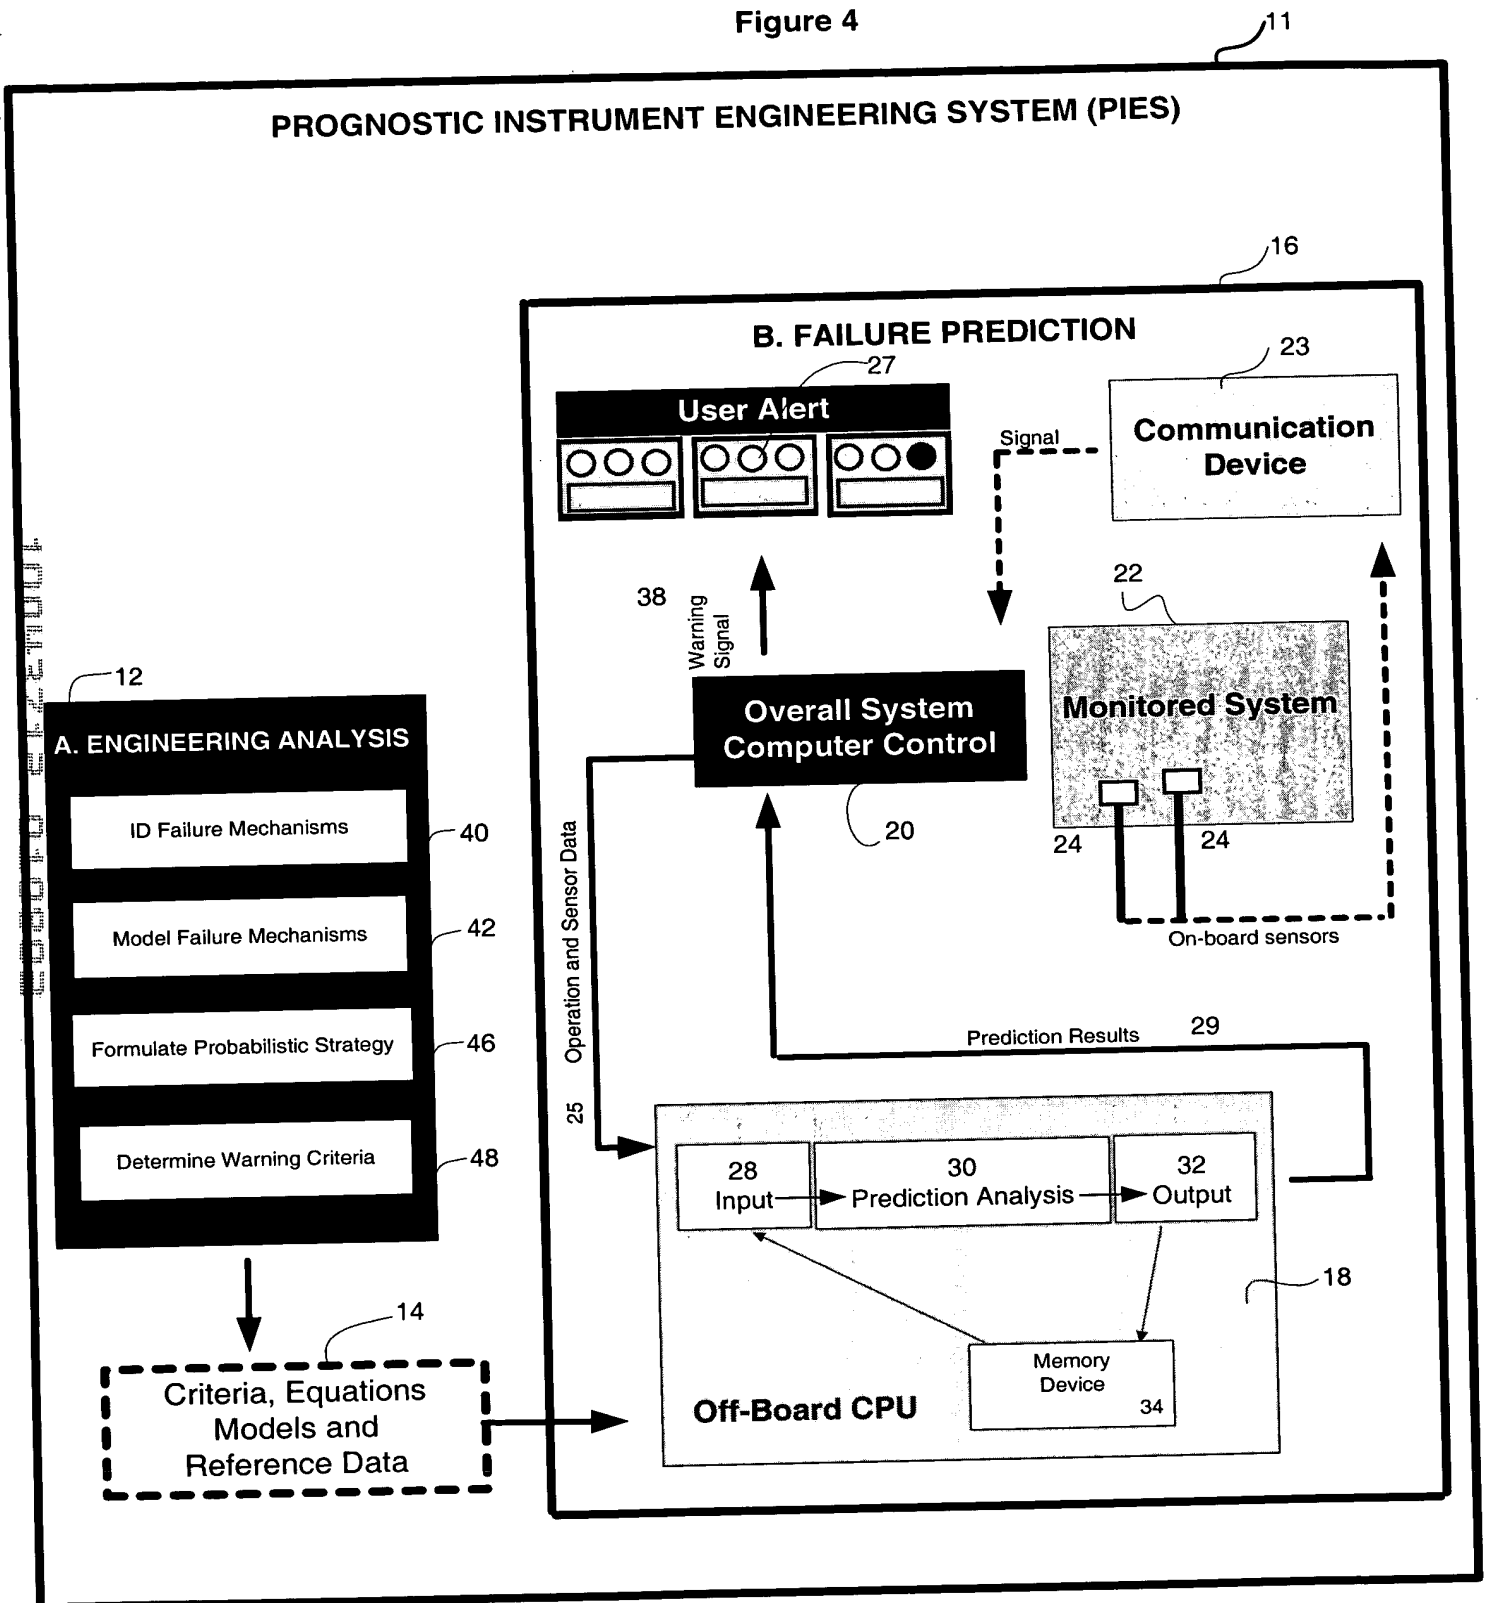 Figure 4
11
PROGNOSTIC INSTRUMENT ENGINEERING SYSTEM (PIES)
16
B. FAILURE PREDICTION
27
User Alert
23
Communication
Device
Signal
38
Warning
Signal
22
Monitored System
24
24
On-board sensors
Overall System
Computer Control
20
12
A. ENGINEERING ANALYSIS
ID Failure Mechanisms
40
Model Failure Mechanisms
42
Formulate Probabilistic Strategy
46
Determine Warning Criteria
48
Operation and Sensor Data
25
Prediction Results
29
28
Input
30
Prediction Analysis
32
Output
18
Memory
Device
34
Off-Board CPU
14
Criteria, Equations
Models and
Reference Data